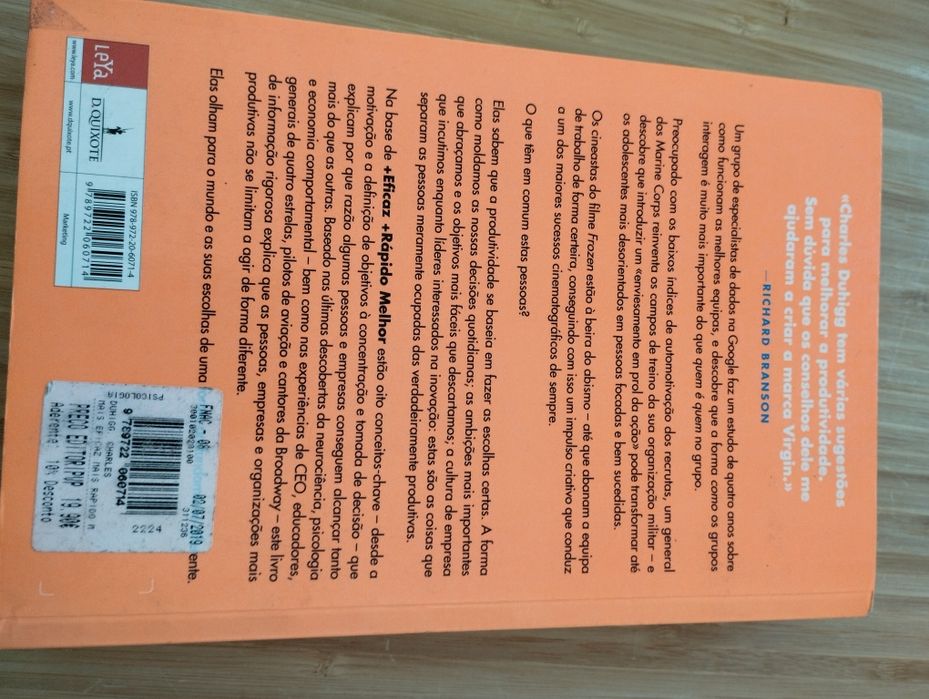 «Charles Duhigg tem várias sugestões
para melhorar a produtividade.
Sem dúvida que os conselhos dele me
ajudaram a criar a marca Virgin.»
—RICHARD BRANSON
Um grupo de especialistas de dados na Google faz um estudo de quatro anos sobre
como funcionam as melhores equipas, e descobre que a forma como os grupos
interagem é muito mais importante do que quem é quem no grupo.
Preocupado com os baixos índices de automotivação dos recrutas, um general
dos Marine Corps reinventa os campos de treino da sua organização militar – e
descobre que introduzir um «enviesamento em prol da ação» pode transformar até
os adolescentes mais desorientados em pessoas focadas e bem sucedidas.
Os cineastas do filme Frozen estão à beira do abismo – até que abanam a equipa
de trabalho de forma certeira, conseguindo com isso um impulso criativo que conduz
a um dos maiores sucessos cinematográficos de sempre.
O que têm em comum estas pessoas?
Elas sabem que a produtividade se baseia em fazer as escolhas certas. A forma
como moldamos as nossas decisões quotidianas; as ambições mais importantes
que abraçamos e os objetivos mais fáceis que descartamos; a cultura de empresa
que incutimos enquanto líderes interessados na inovação: estas são as coisas que
separam as pessoas meramente ocupadas das verdadeiramente produtivas.
Na base de +Eficaz +Rápido Melhor estão oito conceitos-chave – desde a
motivação e a definição de objetivos à concentração e tomada de decisão – que
explicam por que razão algumas pessoas e empresas conseguem alcançar tanto
mais do que as outras. Baseado nas últimas descobertas da neurociência, psicologia
e economia comportamental – bem como nas experiências de CEO, educadores,
generais de quatro estrelas, pilotos de aviação e cantores da Broadway – este livro
de informação rigorosa explica que as pessoas, empresas e organizações mais
produtivas não se limitam a agir de forma diferente.
Elas olham para o mundo e as suas escolhas de uma ente.
LeYa
www.leya.com
D.QUIXOTE
www.dquixote.pt
ISBN 978-972-20-6071-4
9 789722 060714
Marketing
FNAC - 02/07/2019
311236
PSICOLOGIA
9 789722 060714
2224
DUHIGG CHARLES
MAIS EFICAZ MAIS RAPIDO M
PRECO EDITOR/PVP 19.90€
Aderente: 10% Desconto